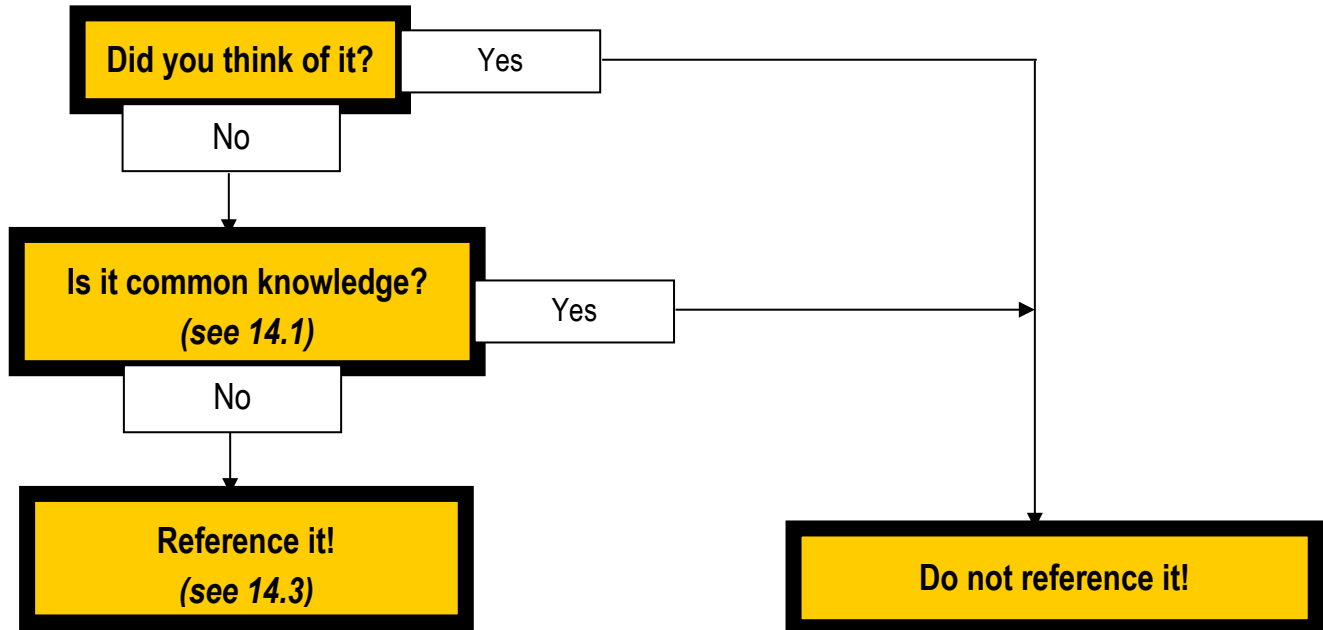 Did you think of it?
Yes
No
Is it common knowledge?
(see 14.1)
Yes
No
Reference it!
(see 14.3)
Do not reference it!